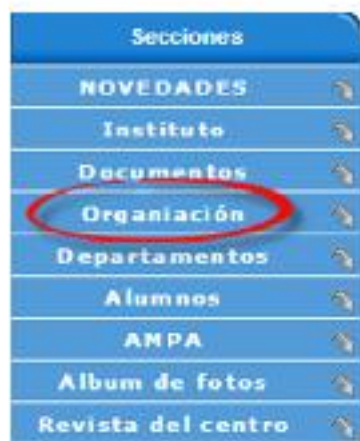 Secciones
NOVEDADES
Instituto
Documentos
Organiación
Departamentos
Alumnos
AMPA
Album de fotos
Revista del centro